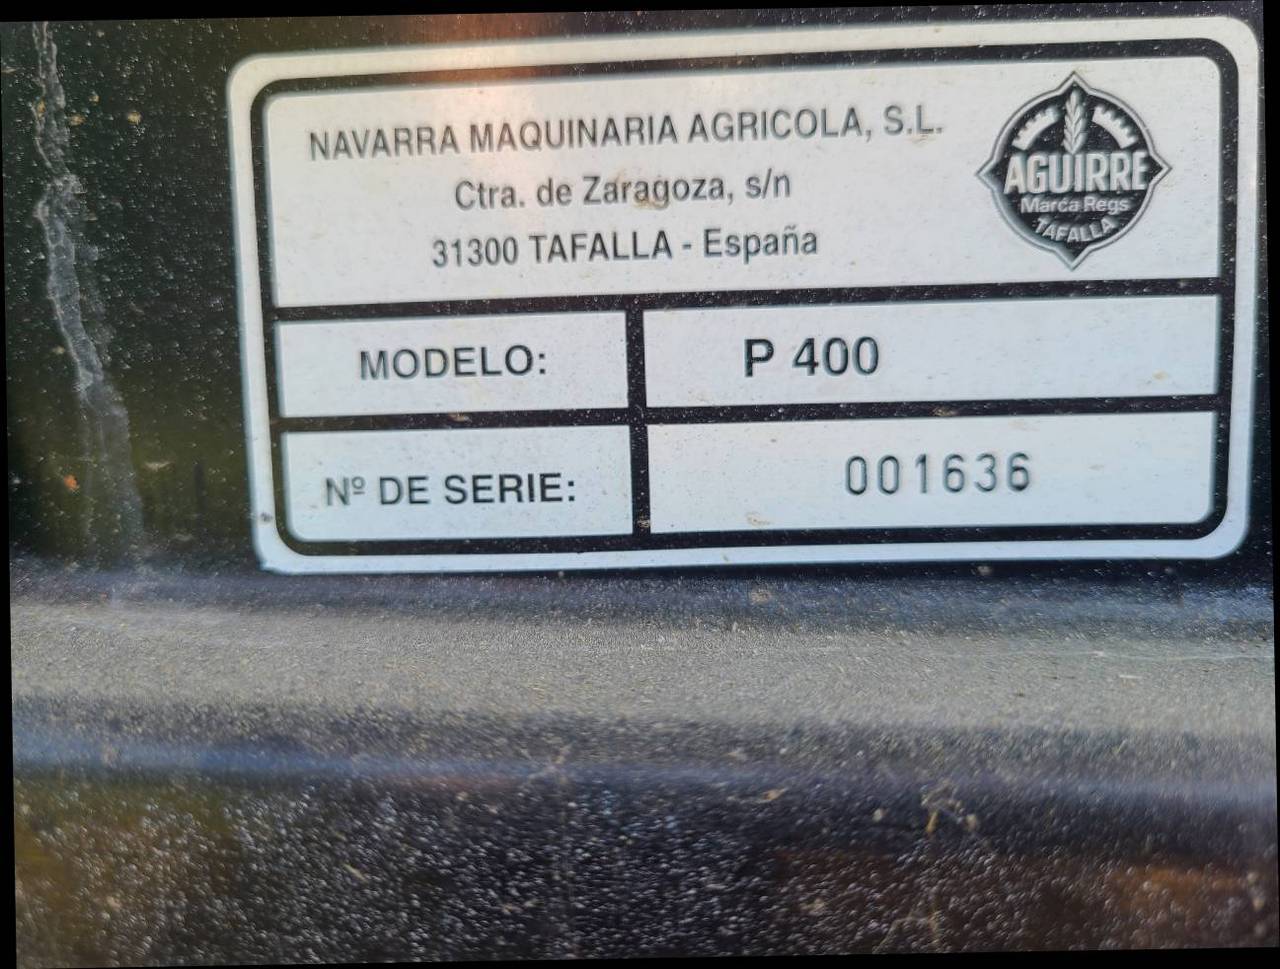 NAVARRA MAQUINARIA AGRICOLA, S.L.
Ctra. de Zaragoza, s/n
31300 TAFALLA - España
AGUIRRE
Marca Regs
TAFALLA
MODELO: P 400
Nº DE SERIE: 001636